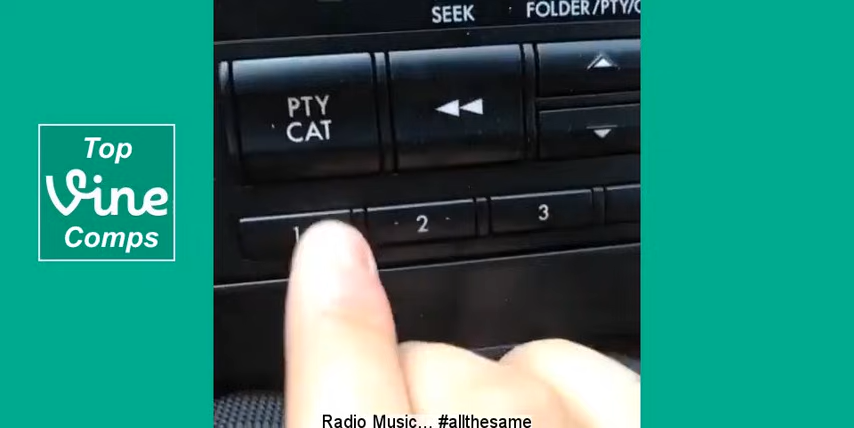 SEEK
FOLDER/PTY/
PTY
CAT
1
2
3
Top
Vine
Comps
Radio Music... #allthesame